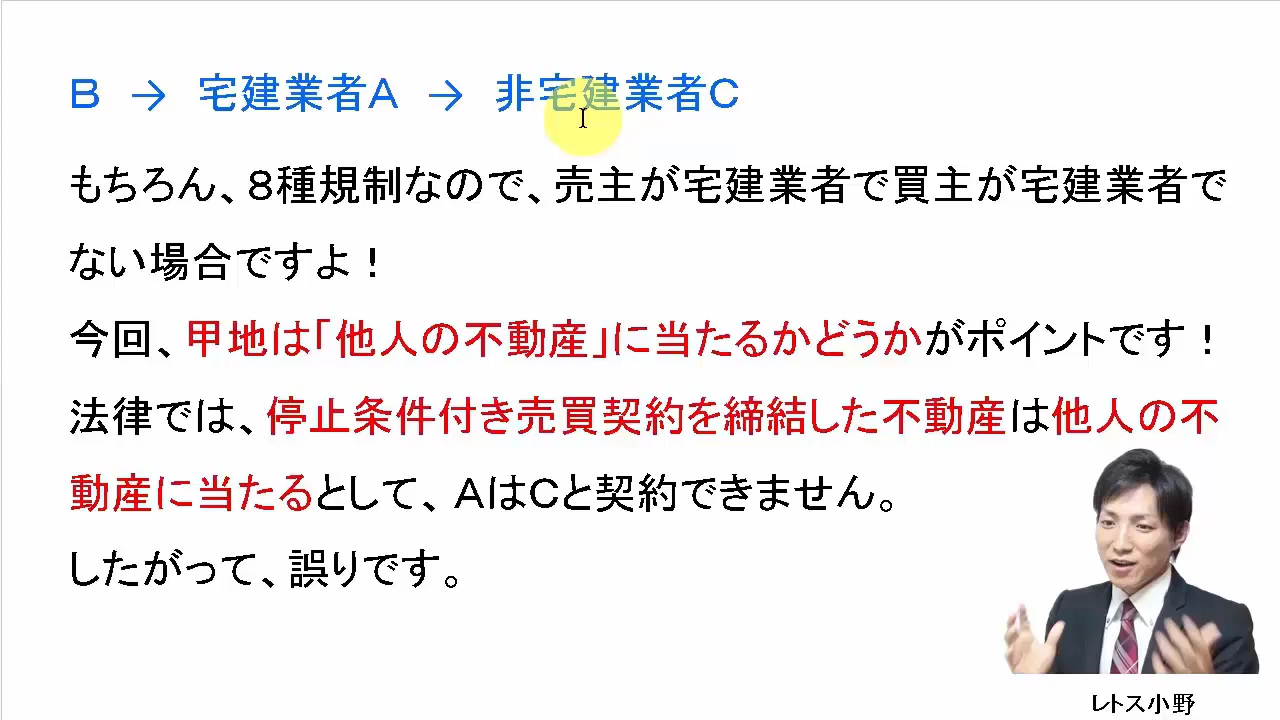 B → 宅建業者A → 非宅建業者C
もちろん、8種規制なので、売主が宅建業者で買主が宅建業者で
ない場合ですよ！
今回、甲地は「他人の不動産」に当たるかどうかがポイントです！
法律では、停止条件付き売買契約を締結した不動産は他人の不
動産に当たるとして、AはCと契約できません。
したがって、誤りです。
レトス小野